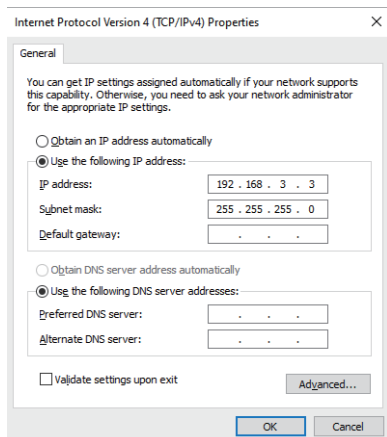 Internet Protocol Version 4 (TCP/IPv4) Properties
General
You can get IP settings assigned automatically if your network supports
this capability. Otherwise, you need to ask your network administrator
for the appropriate IP settings.
Obtain an IP address automatically
Use the following IP address:
IP address: 192 . 168 . 3 . 3
Subnet mask: 255 . 255 . 255 . 0
Default gateway: . . .
Obtain DNS server address automatically
Use the following DNS server addresses:
Preferred DNS server: . . .
Alternate DNS server: . . .
Validate settings upon exit
Advanced...
OK Cancel